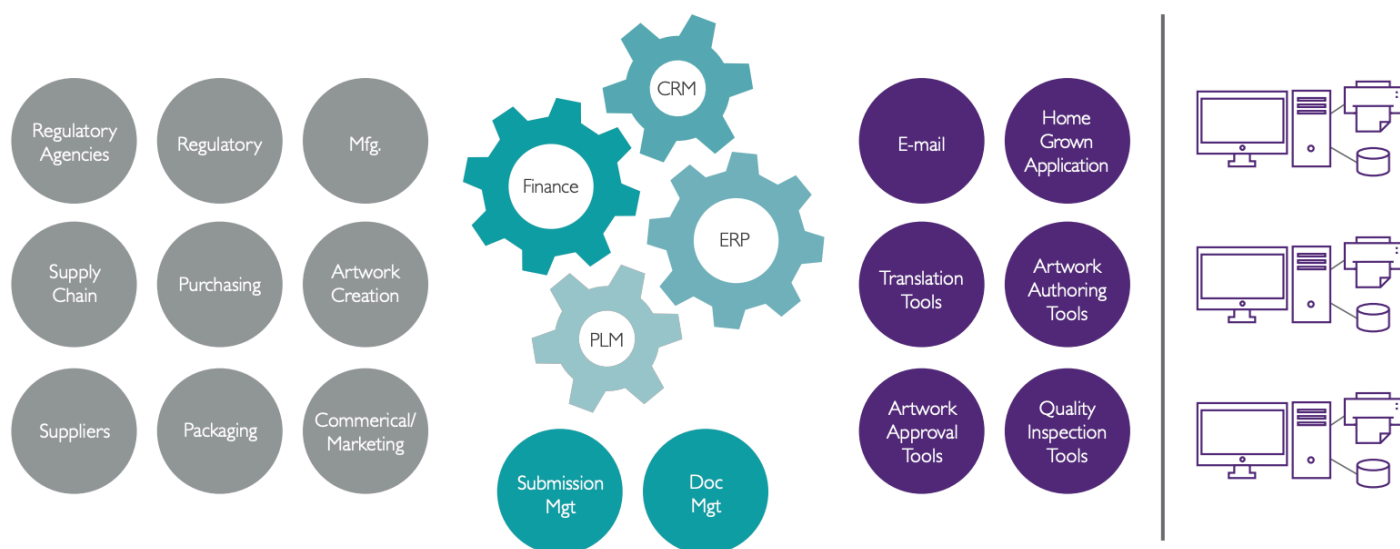 Regulatory
Agencies
Regulatory
Mfg.
Supply
Chain
Purchasing
Artwork
Creation
Suppliers
Packaging
Commerical/
Marketing
CRM
Finance
ERP
PLM
Submission
Mgt
Doc
Mgt
E-mail
Home
Grown
Application
Translation
Tools
Artwork
Authoring
Tools
Artwork
Approval
Tools
Quality
Inspection
Tools